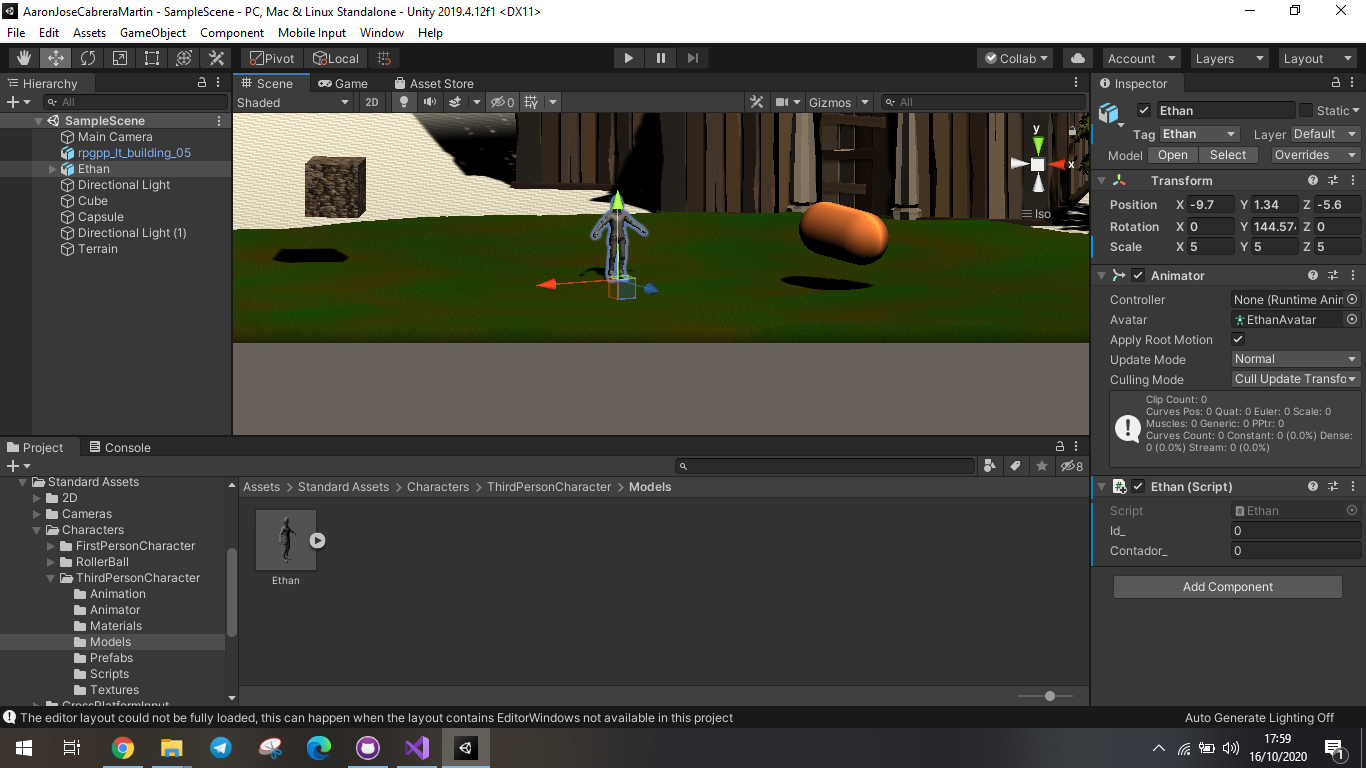 AaronJoseCabreraMartin - SampleScene - PC, Mac & Linux Standalone - Unity 2019.4.12f1 <DX11>
File Edit Assets GameObject Component Mobile Input Window Help
Pivot Local Collab Account Layers Layout
Hierarchy
All
SampleScene
Main Camera
rpgpp_lt_building_05
Ethan
Directional Light
Cube
Capsule
Directional Light (1)
Terrain
Scene Game Asset Store
Shaded 2D 0 Gizmos All
y
x
Iso
Inspector
Ethan Static
Tag Ethan Layer Default
Model Open Select Overrides
Transform
Position X -9.7 Y 1.34 Z -5.6
Rotation X 0 Y 144.574 Z 0
Scale X 5 Y 5 Z 5
Animator
Controller None (Runtime Anin
Avatar EthanAvatar
Apply Root Motion
Update Mode Normal
Culling Mode Cull Update Transfo
Clip Count: 0
Curves Pos: 0 Quat: 0 Euler: 0 Scale: 0
Muscles: 0 Generic: 0 PPtr: 0
Curves Count: 0 Constant: 0 (0.0%) Dense:
0 (0.0%) Stream: 0 (0.0%)
Ethan (Script)
Script Ethan
Id_ 0
Contador_ 0
Add Component
Project Console
8
Standard Assets
2D
Cameras
Characters
FirstPersonCharacter
RollerBall
ThirdPersonCharacter
Animation
Animator
Materials
Models
Prefabs
Scripts
Textures
CrossPlatformInput
Assets > Standard Assets > Characters > ThirdPersonCharacter > Models
Ethan
The editor layout could not be fully loaded, this can happen when the layout contains EditorWindows not available in this project
Auto Generate Lighting Off
17:59
16/10/2020
1